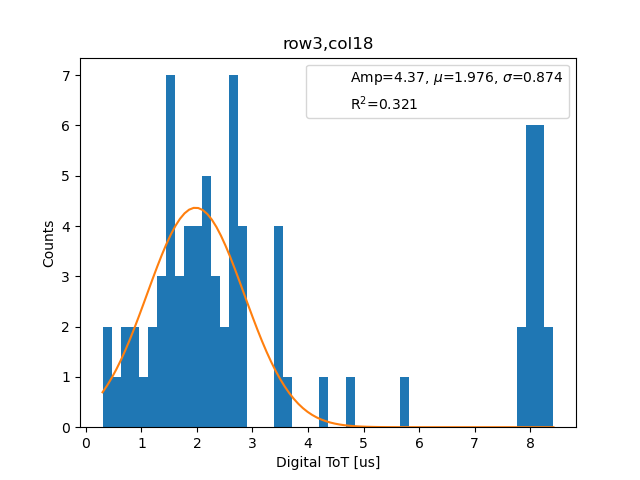 row3,col18
Amp=4.37, μ=1.976, σ=0.874
R²=0.321
7
6
5
4
3
2
1
0
Counts
0 1 2 3 4 5 6 7 8
Digital ToT [us]